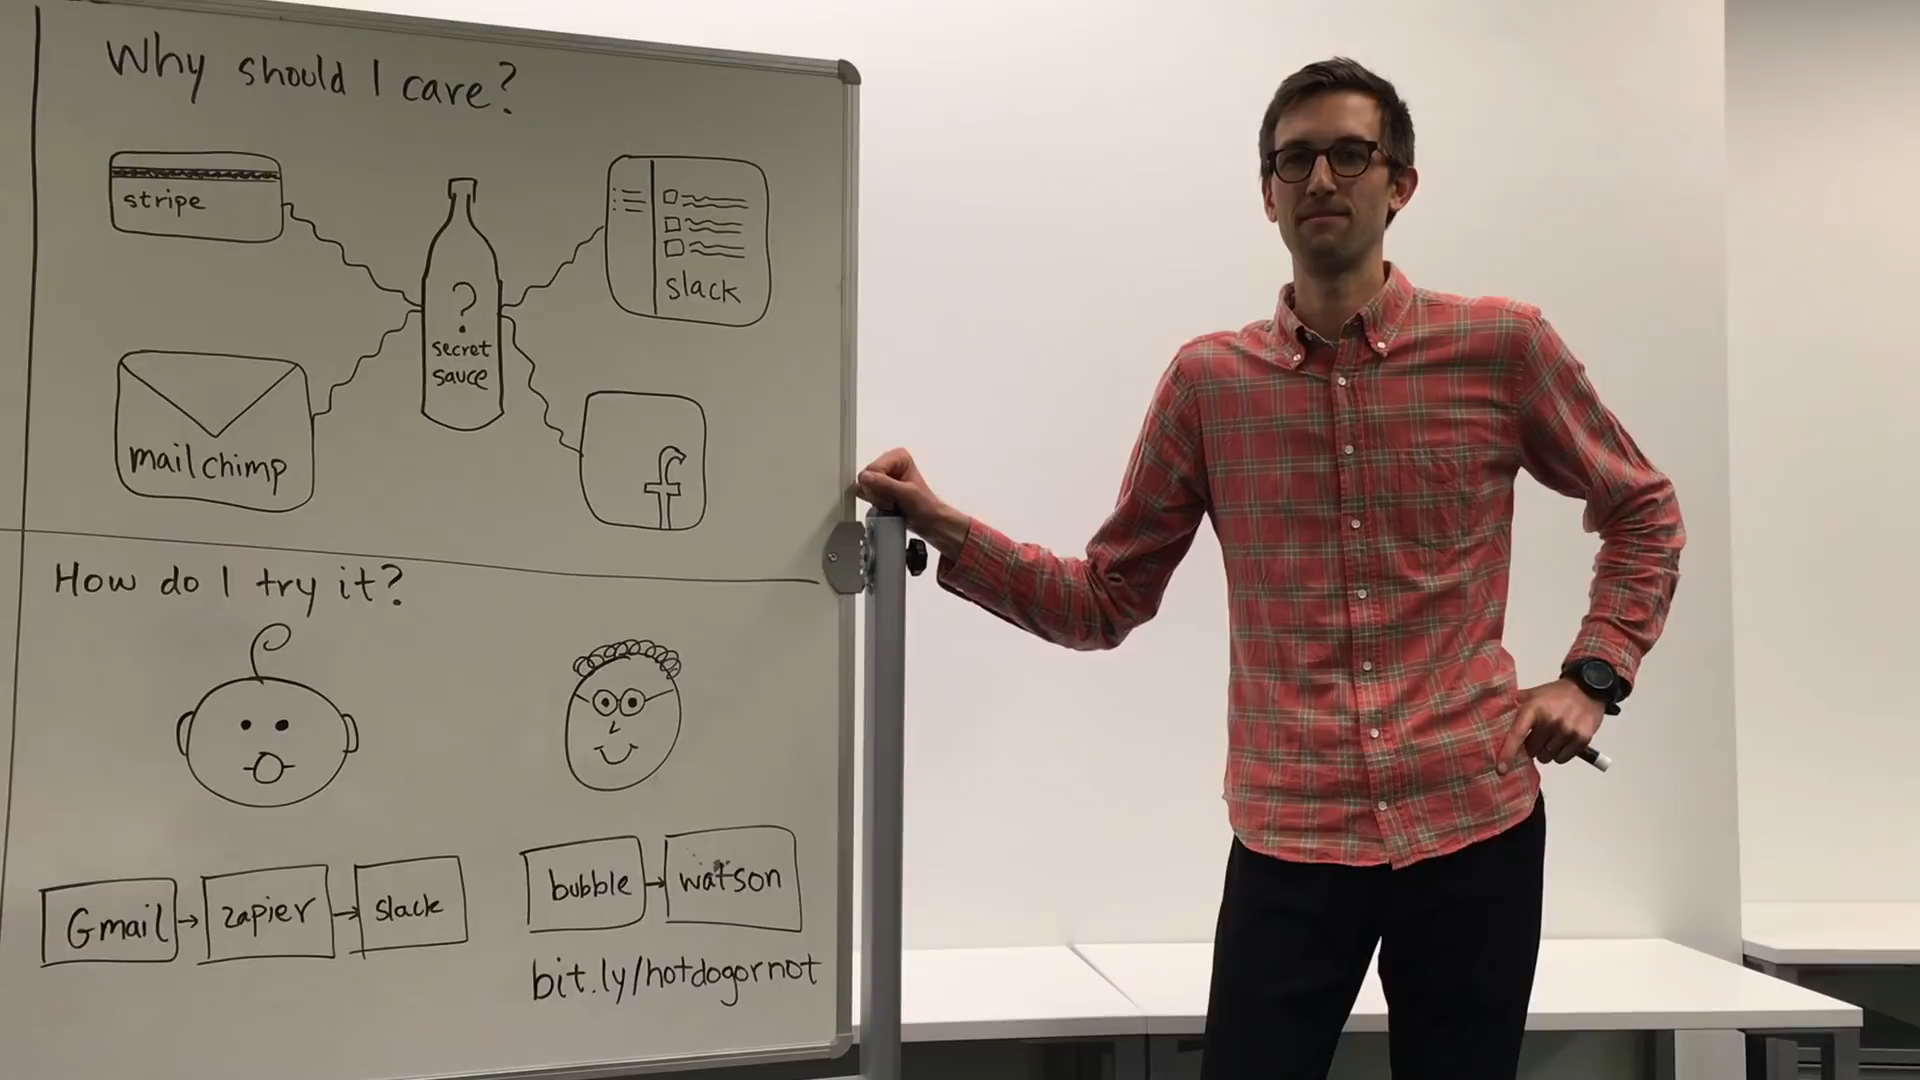 Why should I care?
stripe
?
secret
sauce
slack
mailchimp
f
How do I try it?
Gmail → zapier → slack
bubble → watson
bit.ly/hotdogornot